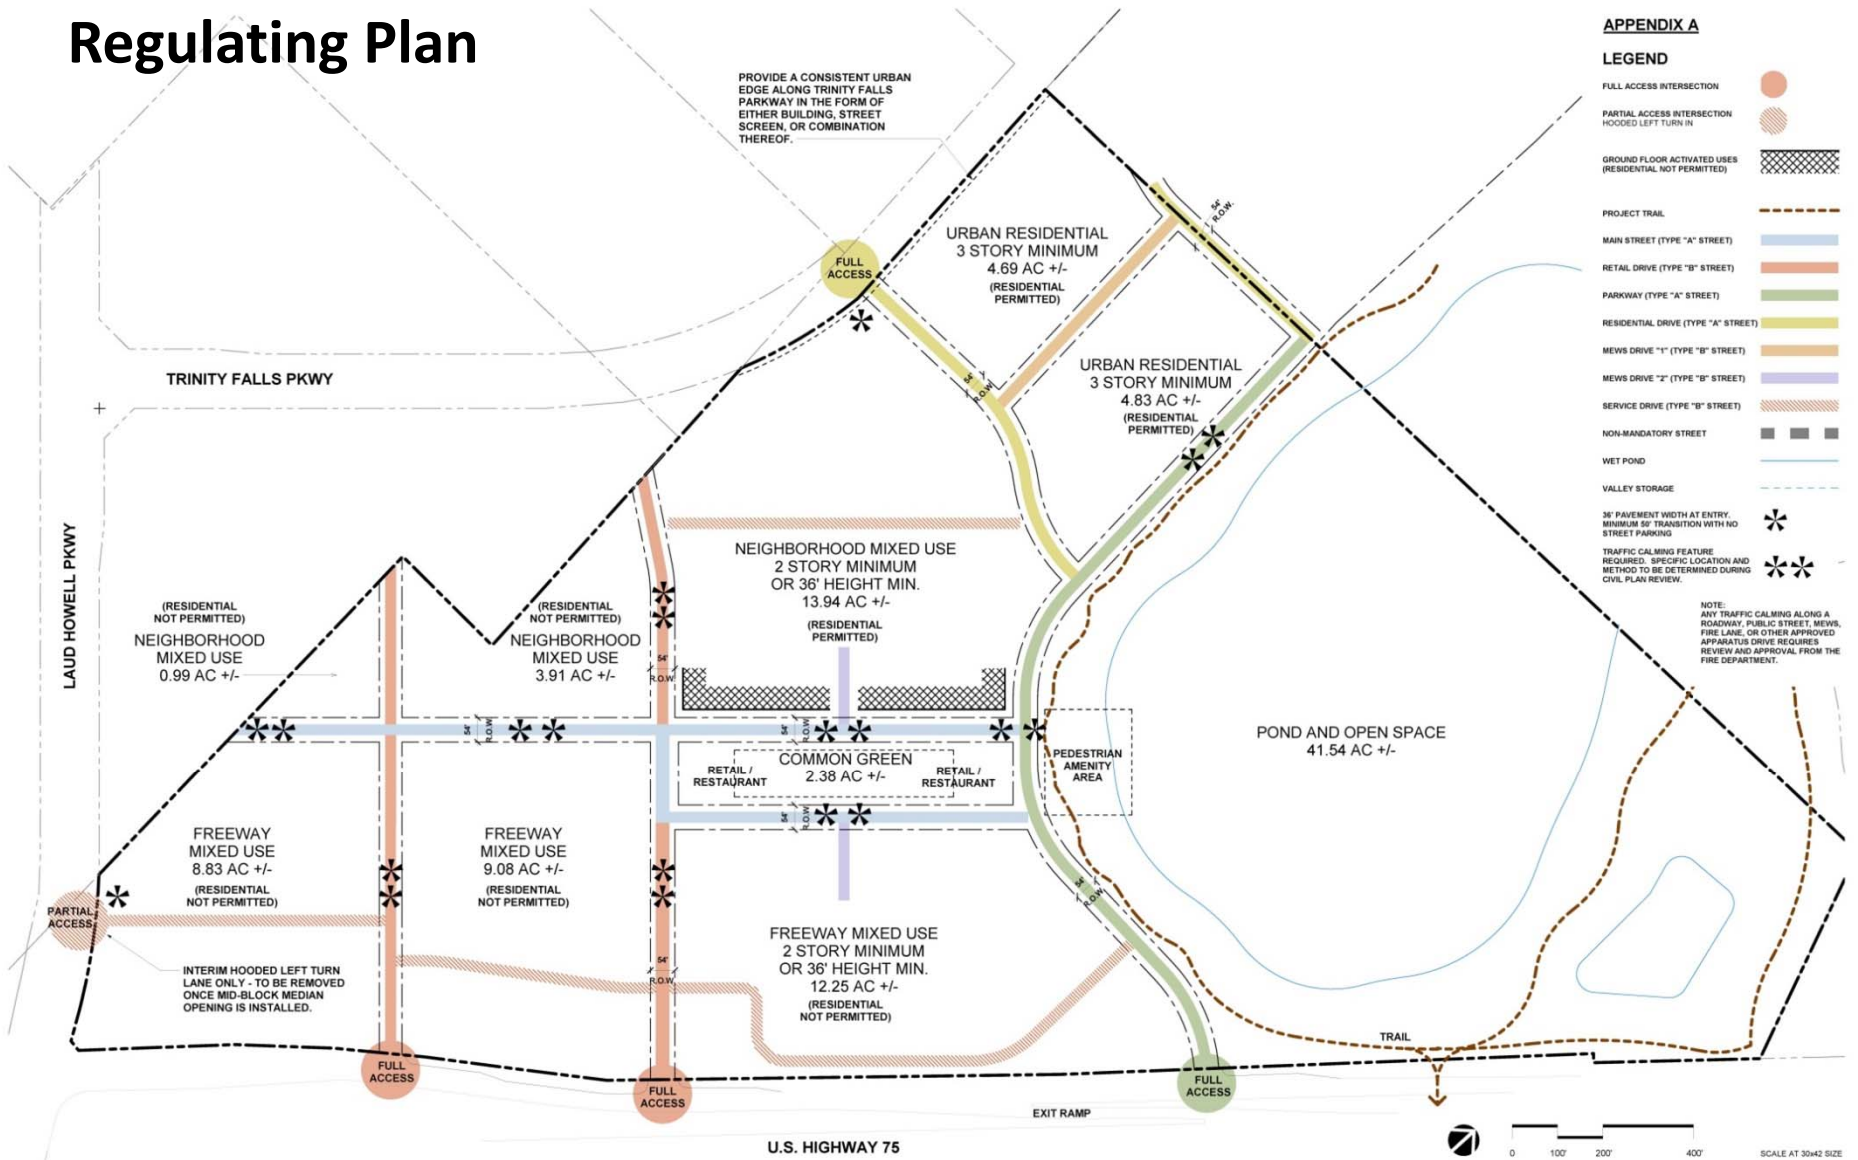 Regulating Plan
PROVIDE A CONSISTENT URBAN
EDGE ALONG TRINITY FALLS
PARKWAY IN THE FORM OF
EITHER BUILDING, STREET
SCREEN, OR COMBINATION
THEREOF.
APPENDIX A
LEGEND
FULL ACCESS INTERSECTION
PARTIAL ACCESS INTERSECTION
HOODED LEFT TURN IN
GROUND FLOOR ACTIVATED USES
(RESIDENTIAL NOT PERMITTED)
PROJECT TRAIL
MAIN STREET (TYPE "A" STREET)
RETAIL DRIVE (TYPE "B" STREET)
PARKWAY (TYPE "A" STREET)
RESIDENTIAL DRIVE (TYPE "A" STREET)
MEWS DRIVE "1" (TYPE "B" STREET)
MEWS DRIVE "2" (TYPE "B" STREET)
SERVICE DRIVE (TYPE "B" STREET)
NON-MANDATORY STREET
WET POND
VALLEY STORAGE
36' PAVEMENT WIDTH AT ENTRY.
MINIMUM 50' TRANSITION WITH NO
STREET PARKING
TRAFFIC CALMING FEATURE
REQUIRED. SPECIFIC LOCATION AND
METHOD TO BE DETERMINED DURING
CIVIL PLAN REVIEW.
NOTE:
ANY TRAFFIC CALMING ALONG A
ROADWAY, PUBLIC STREET, MEWS,
FIRE LANE, OR OTHER APPROVED
APPARATUS DRIVE REQUIRES
REVIEW AND APPROVAL FROM THE
FIRE DEPARTMENT.
54'
R.O.W.
URBAN RESIDENTIAL
3 STORY MINIMUM
4.69 AC +/-
(RESIDENTIAL
PERMITTED)
FULL
ACCESS
URBAN RESIDENTIAL
3 STORY MINIMUM
4.83 AC +/-
(RESIDENTIAL
PERMITTED)
54'
R.O.W.
TRINITY FALLS PKWY
LAUD HOWELL PKWY
NEIGHBORHOOD MIXED USE
2 STORY MINIMUM
OR 36' HEIGHT MIN.
13.94 AC +/-
(RESIDENTIAL
PERMITTED)
(RESIDENTIAL
NOT PERMITTED)
NEIGHBORHOOD
MIXED USE
0.99 AC +/-
(RESIDENTIAL
NOT PERMITTED)
NEIGHBORHOOD
MIXED USE
3.91 AC +/-
54'
R.O.W.
54'
R.O.W.
54'
R.O.W.
COMMON GREEN
2.38 AC +/-
RETAIL /
RESTAURANT
RETAIL /
RESTAURANT
PEDESTRIAN
AMENITY
AREA
POND AND OPEN SPACE
41.54 AC +/-
54'
R.O.W.
FREEWAY
MIXED USE
8.83 AC +/-
(RESIDENTIAL
NOT PERMITTED)
FREEWAY
MIXED USE
9.08 AC +/-
(RESIDENTIAL
NOT PERMITTED)
54'
R.O.W.
PARTIAL
ACCESS
INTERIM HOODED LEFT TURN
LANE ONLY - TO BE REMOVED
ONCE MID-BLOCK MEDIAN
OPENING IS INSTALLED.
54'
R.O.W.
FREEWAY MIXED USE
2 STORY MINIMUM
OR 36' HEIGHT MIN.
12.25 AC +/-
(RESIDENTIAL
NOT PERMITTED)
TRAIL
FULL
ACCESS
FULL
ACCESS
FULL
ACCESS
EXIT RAMP
U.S. HIGHWAY 75
0 100' 200' 400'
SCALE AT 30x42 SIZE